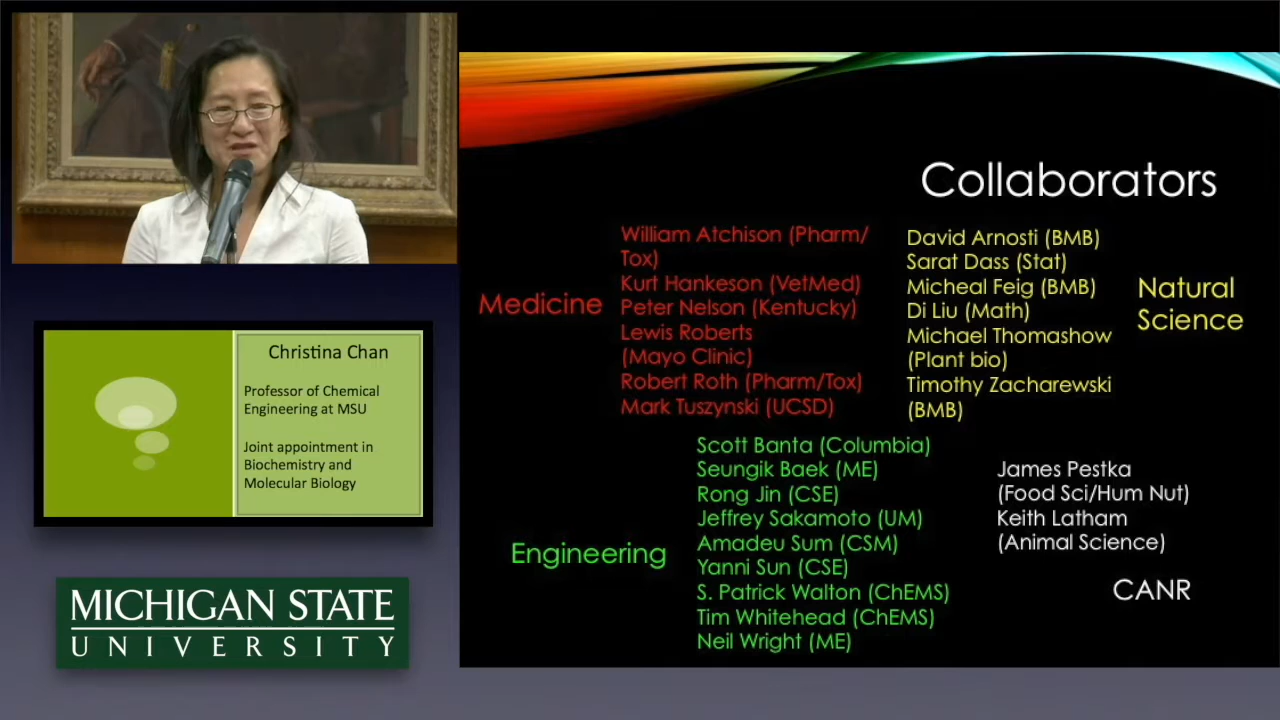 Collaborators
Medicine
William Atchison (Pharm/
Tox)
Kurt Hankeson (VetMed)
Peter Nelson (Kentucky)
Lewis Roberts
(Mayo Clinic)
Robert Roth (Pharm/Tox)
Mark Tuszynski (UCSD)
David Arnosti (BMB)
Sarat Dass (Stat)
Micheal Feig (BMB)
Di Liu (Math)
Michael Thomashow
(Plant bio)
Timothy Zacharewski
(BMB)
Natural
Science
Engineering
Scott Banta (Columbia)
Seungik Baek (ME)
Rong Jin (CSE)
Jeffrey Sakamoto (UM)
Amadeu Sum (CSM)
Yanni Sun (CSE)
S. Patrick Walton (ChEMS)
Tim Whitehead (ChEMS)
Neil Wright (ME)
James Pestka
(Food Sci/Hum Nut)
Keith Latham
(Animal Science)
CANR
Christina Chan
Professor of Chemical
Engineering at MSU
Joint appointment in
Biochemistry and
Molecular Biology
MICHIGAN STATE
UNIVERSITY